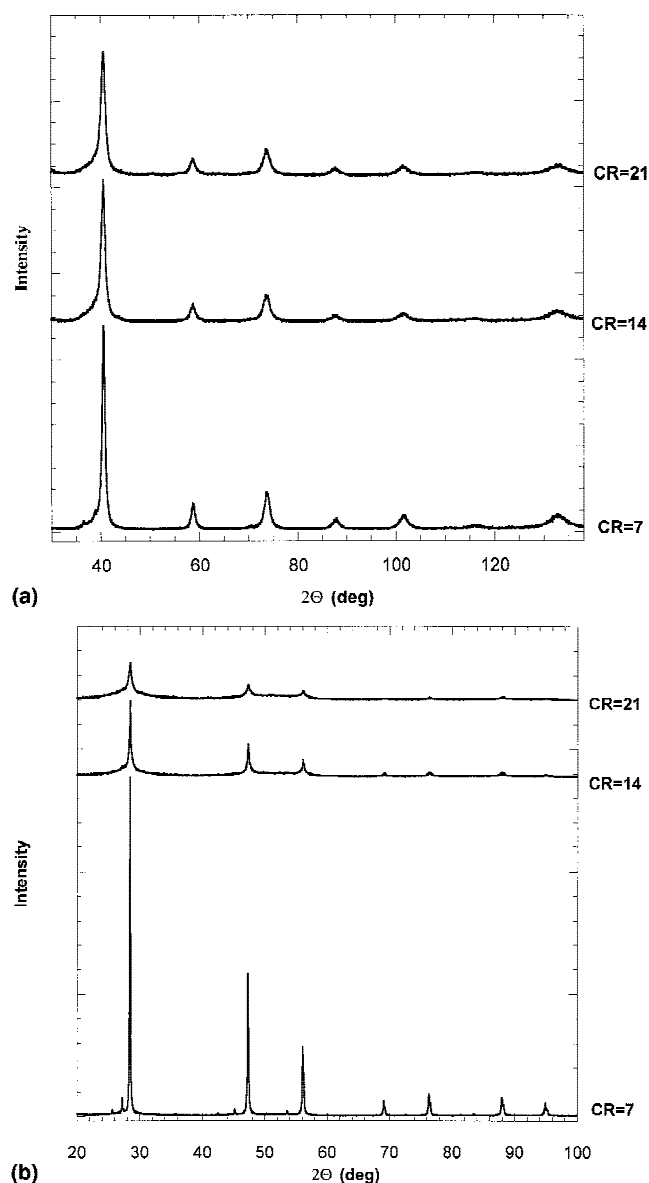 CR=21
Intensity
CR=14
CR=7
40 60 80 100 120
(a) 2Θ (deg)
CR=21
CR=14
Intensity
CR=7
20 30 40 50 60 70 80 90 100
(b) 2Θ (deg)